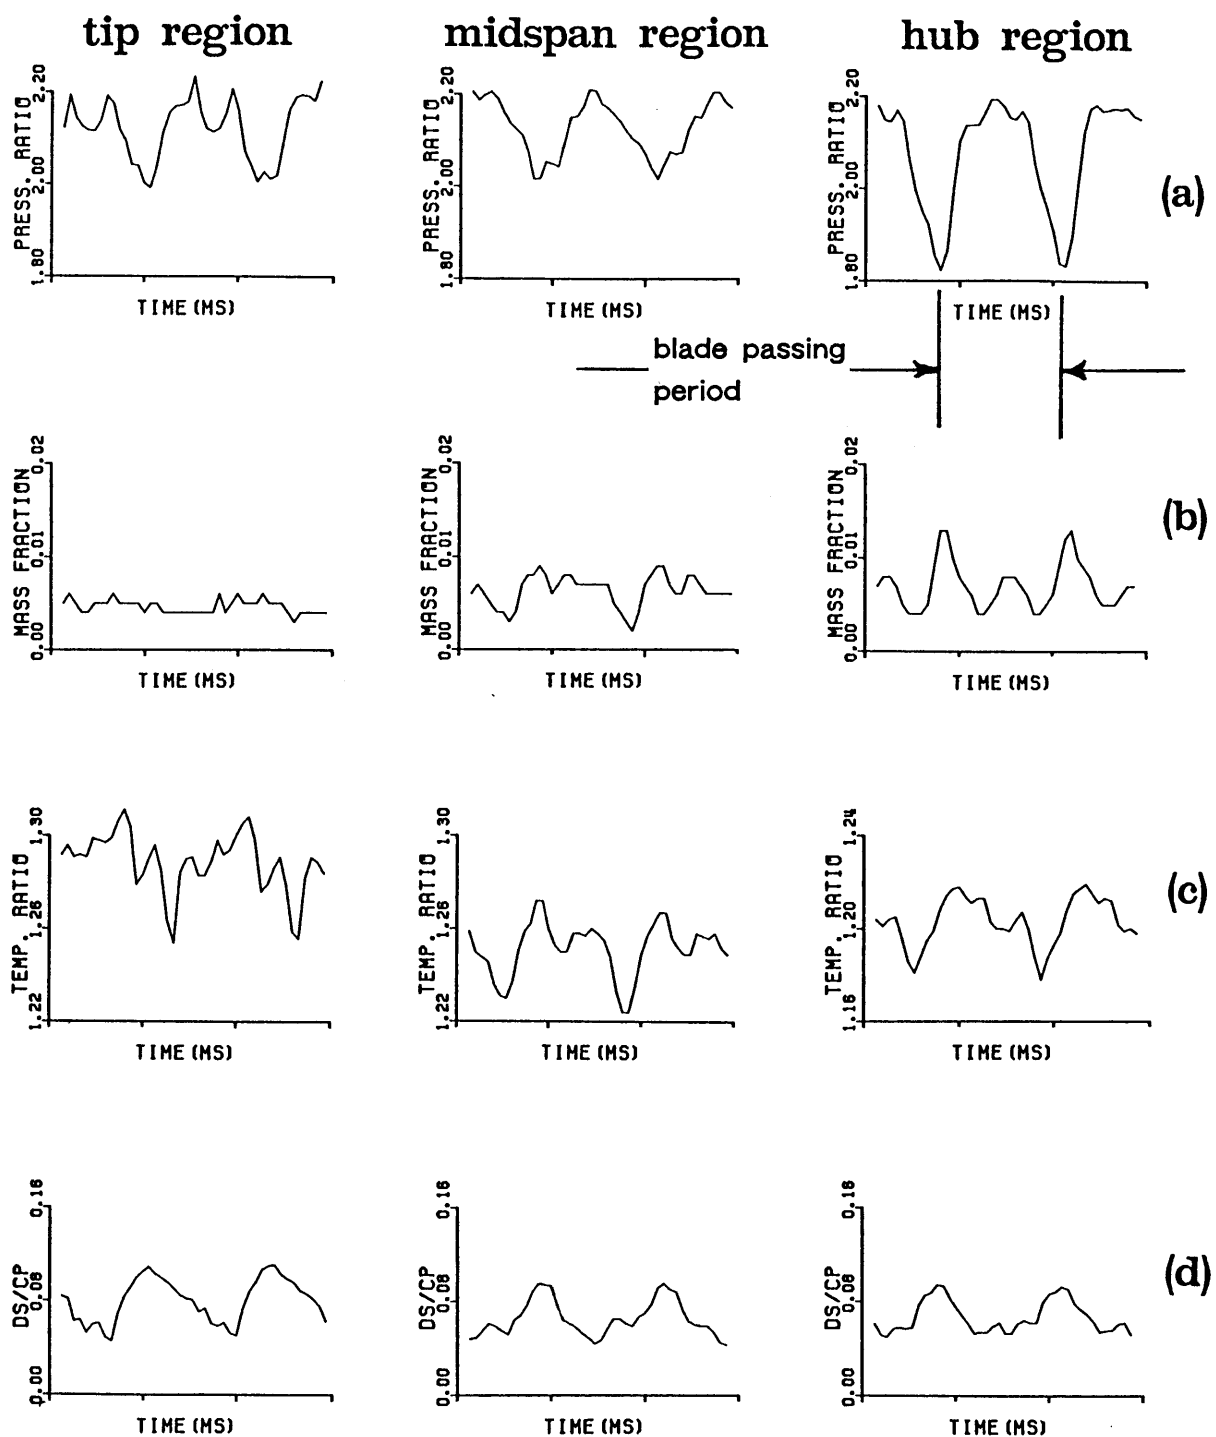 tip region
midspan region
hub region
PRESS. RATIO
1.80 2.00 2.20
TIME (MS)
PRESS. RATIO
1.80 2.00 2.20
TIME (MS)
PRESS. RATIO
1.80 2.00 2.20
TIME (MS)
(a)
blade passing
period
MASS FRACTION
0.00 0.01 0.02
TIME (MS)
MASS FRACTION
0.00 0.01 0.02
TIME (MS)
MASS FRACTION
0.00 0.01 0.02
TIME (MS)
(b)
TEMP. RATIO
1.22 1.26 1.30
TIME (MS)
TEMP. RATIO
1.22 1.26 1.30
TIME (MS)
TEMP. RATIO
1.16 1.20 1.24
TIME (MS)
(c)
DS/CP
0.00 0.08 0.16
TIME (MS)
DS/CP
0.00 0.08 0.16
TIME (MS)
DS/CP
0.00 0.08 0.16
TIME (MS)
(d)